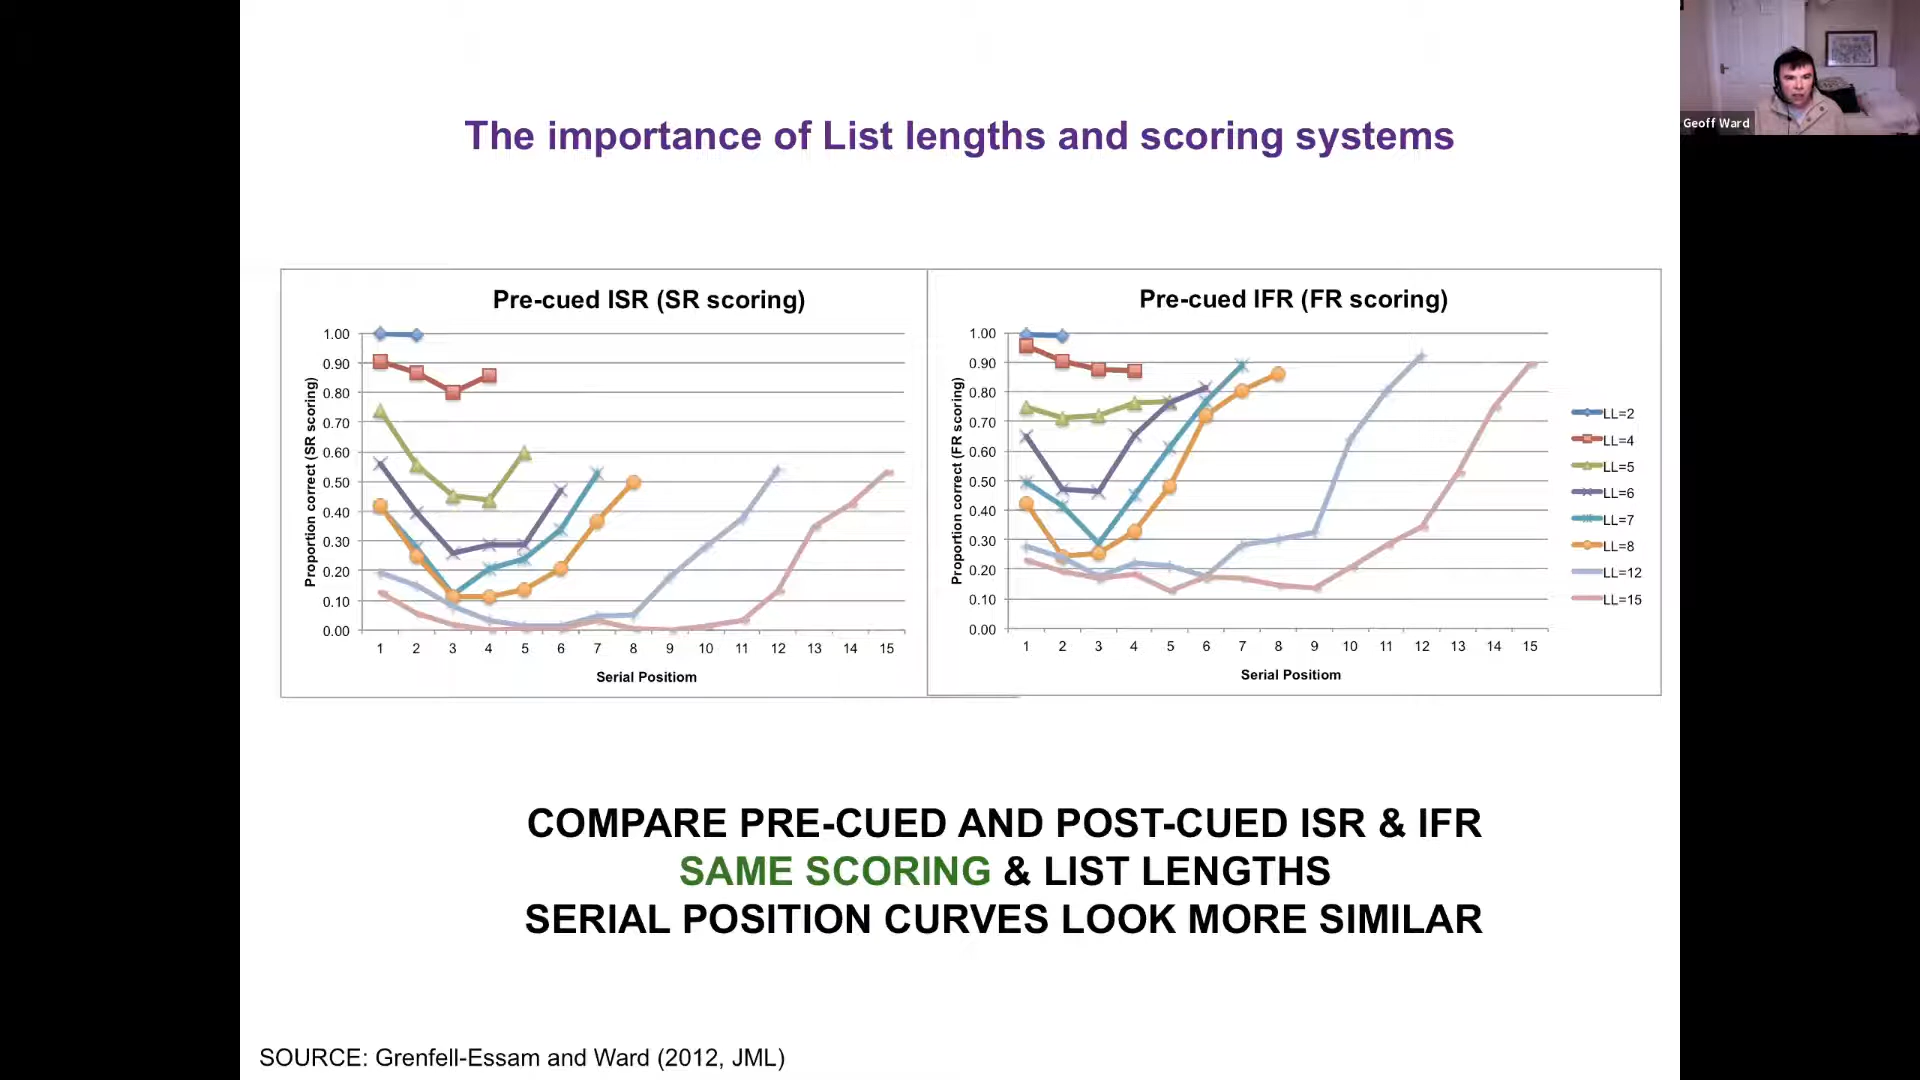 Geoff Ward
The importance of List lengths and scoring systems
Pre-cued ISR (SR scoring)
Proportion correct (SR scoring)
1.00
0.90
0.80
0.70
0.60
0.50
0.40
0.30
0.20
0.10
0.00
1 2 3 4 5 6 7 8 9 10 11 12 13 14 15
Serial Positiom
Pre-cued IFR (FR scoring)
Proportion correct (FR scoring)
1.00
0.90
0.80
0.70
0.60
0.50
0.40
0.30
0.20
0.10
0.00
1 2 3 4 5 6 7 8 9 10 11 12 13 14 15
Serial Positiom
LL=2
LL=4
LL=5
LL=6
LL=7
LL=8
LL=12
LL=15
COMPARE PRE-CUED AND POST-CUED ISR & IFR
SAME SCORING & LIST LENGTHS
SERIAL POSITION CURVES LOOK MORE SIMILAR
SOURCE: Grenfell-Essam and Ward (2012, JML)